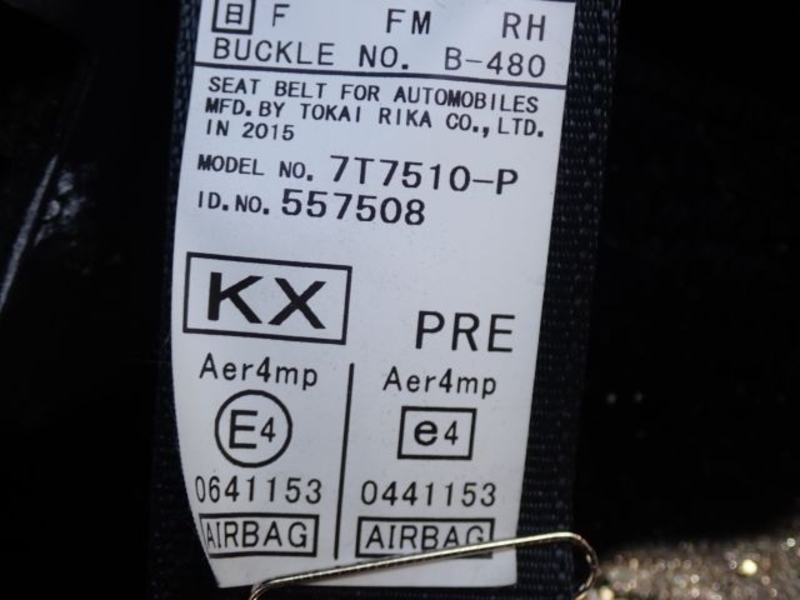 日 F FM RH
BUCKLE NO. B-480
SEAT BELT FOR AUTOMOBILES
MFD. BY TOKAI RIKA CO., LTD.
IN 2015
MODEL NO. 7T7510-P
ID. NO. 557508
KX
PRE
Aer4mp Aer4mp
E4 e4
0641153 0441153
AIRBAG AIRBAG